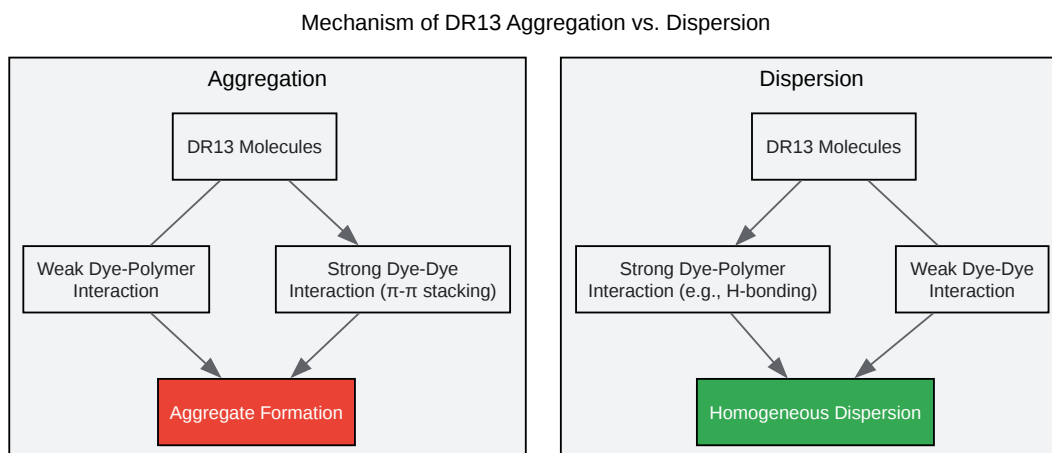 Mechanism of DR13 Aggregation vs. Dispersion
Aggregation
DR13 Molecules
Weak Dye-Polymer
Interaction
Strong Dye-Dye
Interaction (π-π stacking)
Aggregate Formation
Dispersion
DR13 Molecules
Strong Dye-Polymer
Interaction (e.g., H-bonding)
Weak Dye-Dye
Interaction
Homogeneous Dispersion